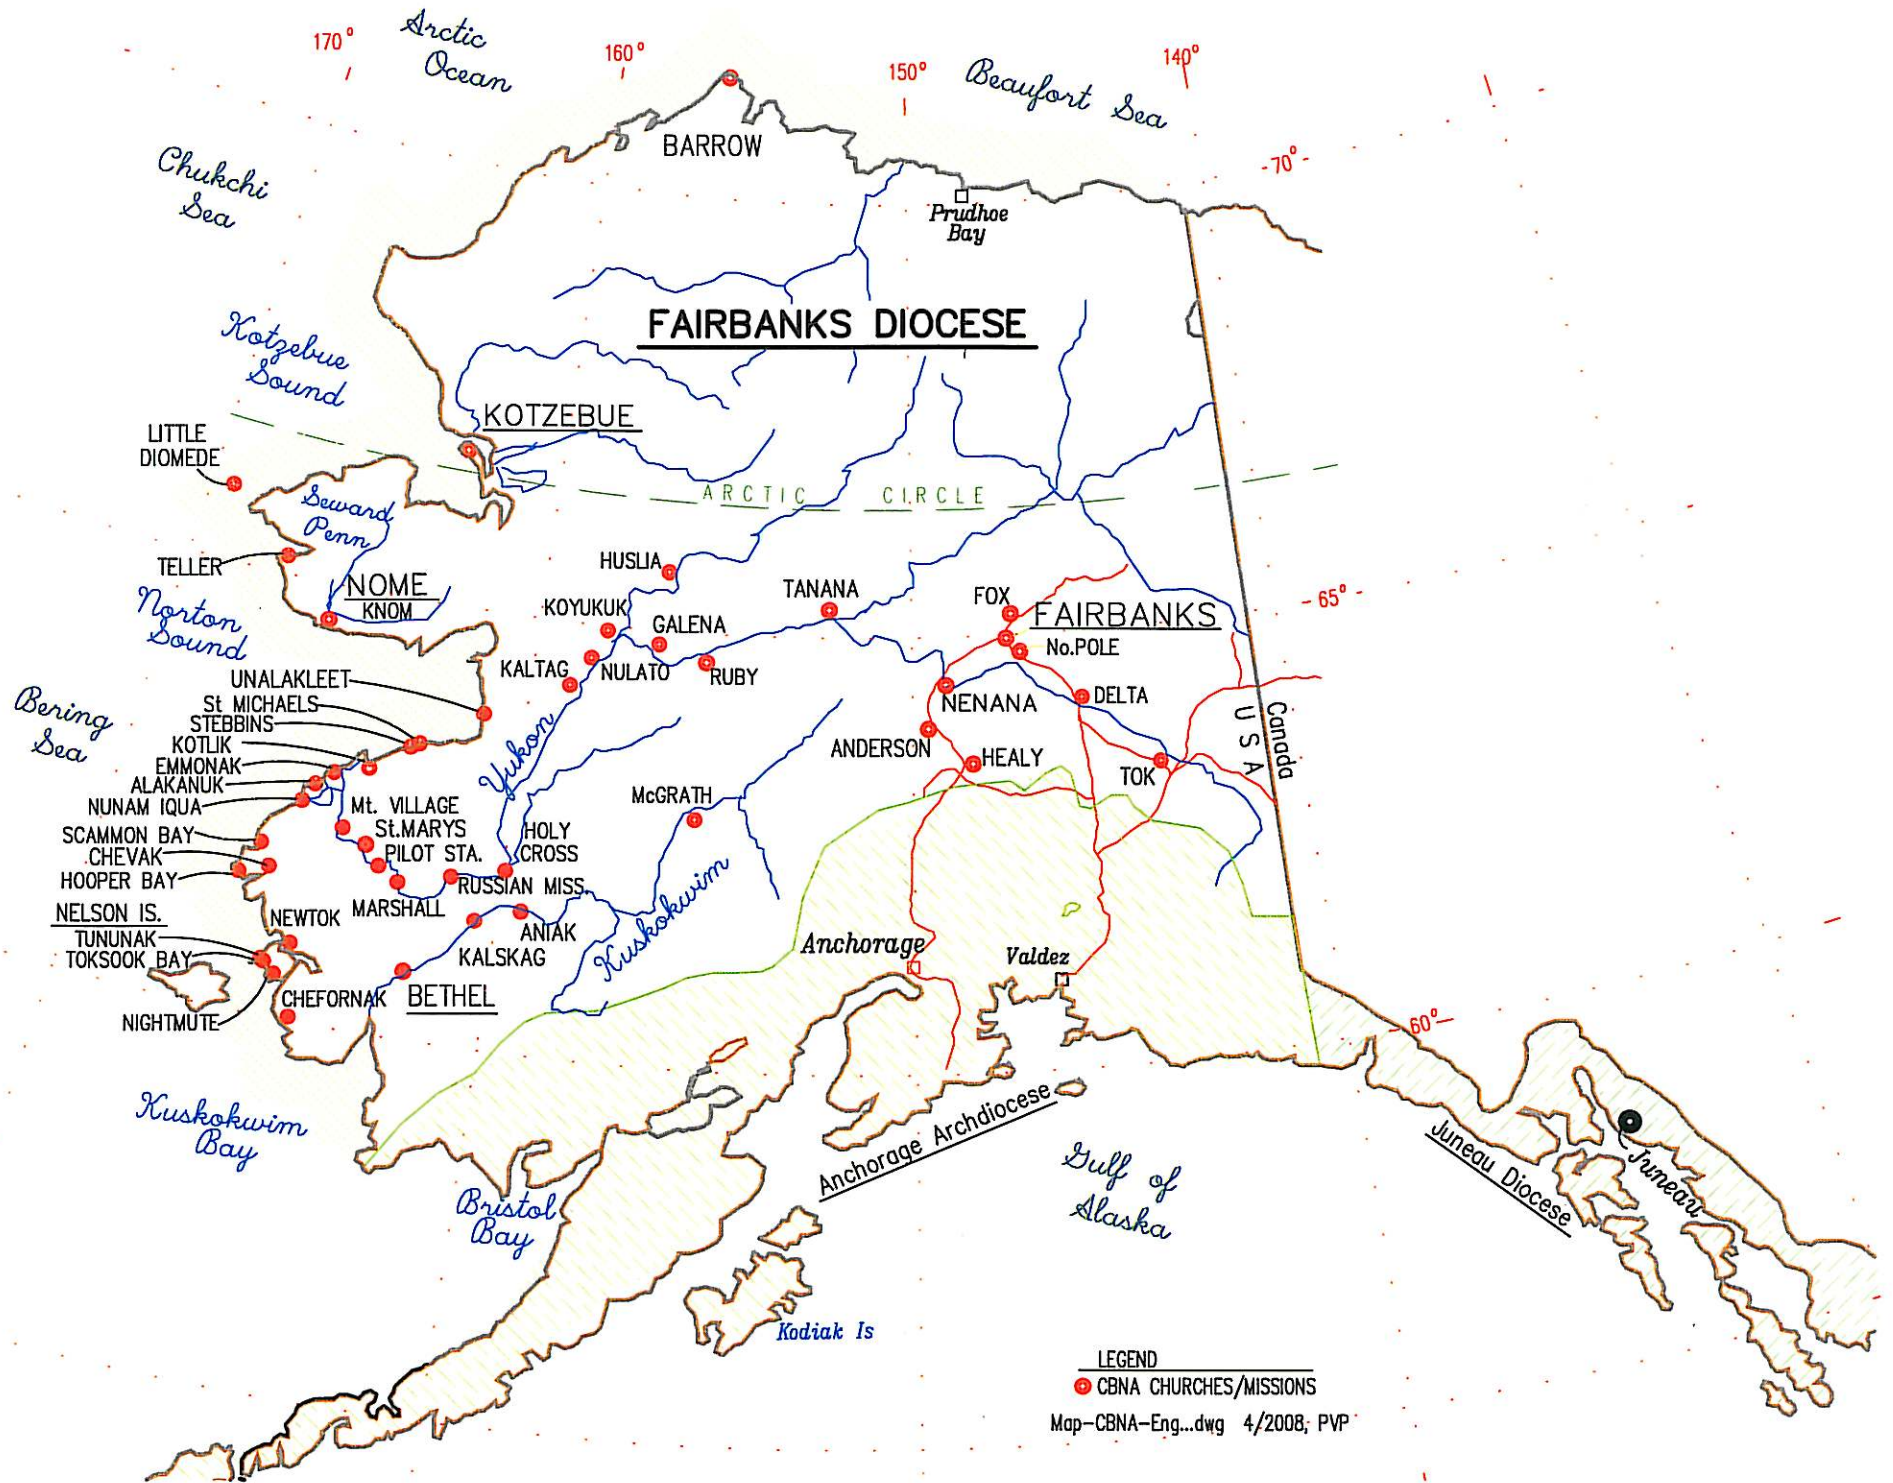 170°
Arctic
Ocean
160°
150°
Beaufort Sea
140°
-70°-
BARROW
Chukchi
Sea
Prudhoe
Bay
FAIRBANKS DIOCESE
Kotzebue
Sound
KOTZEBUE
LITTLE
DIOMEDE
ARCTIC CIRCLE
Seward
Penn
TELLER
NOME
KNOM
Norton
Sound
HUSLIA
KOYUKUK
GALENA
TANANA
FOX
FAIRBANKS
-65°-
No.POLE
KALTAG
NULATO
RUBY
NENANA
DELTA
UNALAKLEET
St MICHAELS
STEBBINS
KOTLIK
EMMONAK
ALAKANUK
NUNAM IQUA
Bering
Sea
Yukon
ANDERSON
HEALY
TOK
USA
Canada
McGRATH
Mt. VILLAGE
St.MARYS
PILOT STA.
HOLY
CROSS
SCAMMON BAY
CHEVAK
HOOPER BAY
RUSSIAN MISS.
MARSHALL
NELSON IS.
NEWTOK
TUNUNAK
TOKSOOK BAY
KALSKAG
ANIAK
Kuskokwim
Anchorage
Valdez
CHEFORNAK
BETHEL
NIGHTMUTE
-60°-
Kuskokwim
Bay
Anchorage Archdiocese
Juneau Diocese
Juneau
Gulf of
Alaska
Bristol
Bay
Kodiak Is
LEGEND
CBNA CHURCHES/MISSIONS
Map-CBNA-Eng...dwg 4/2008; PVP